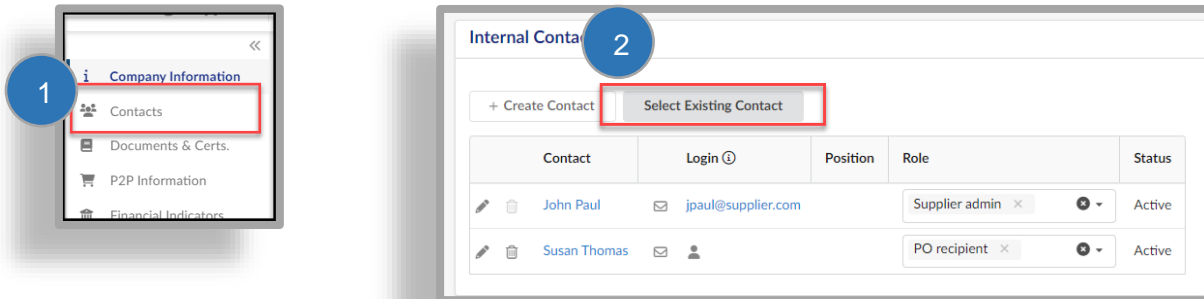 1
Company Information
Contacts
Documents & Certs.
P2P Information
Financial Indicators
2
Internal
+ Create Contact Select Existing Contact
Contact Login Position Role Status
John Paul jpaul@supplier.com Supplier admin × Active
Susan Thomas PO recipient × Active